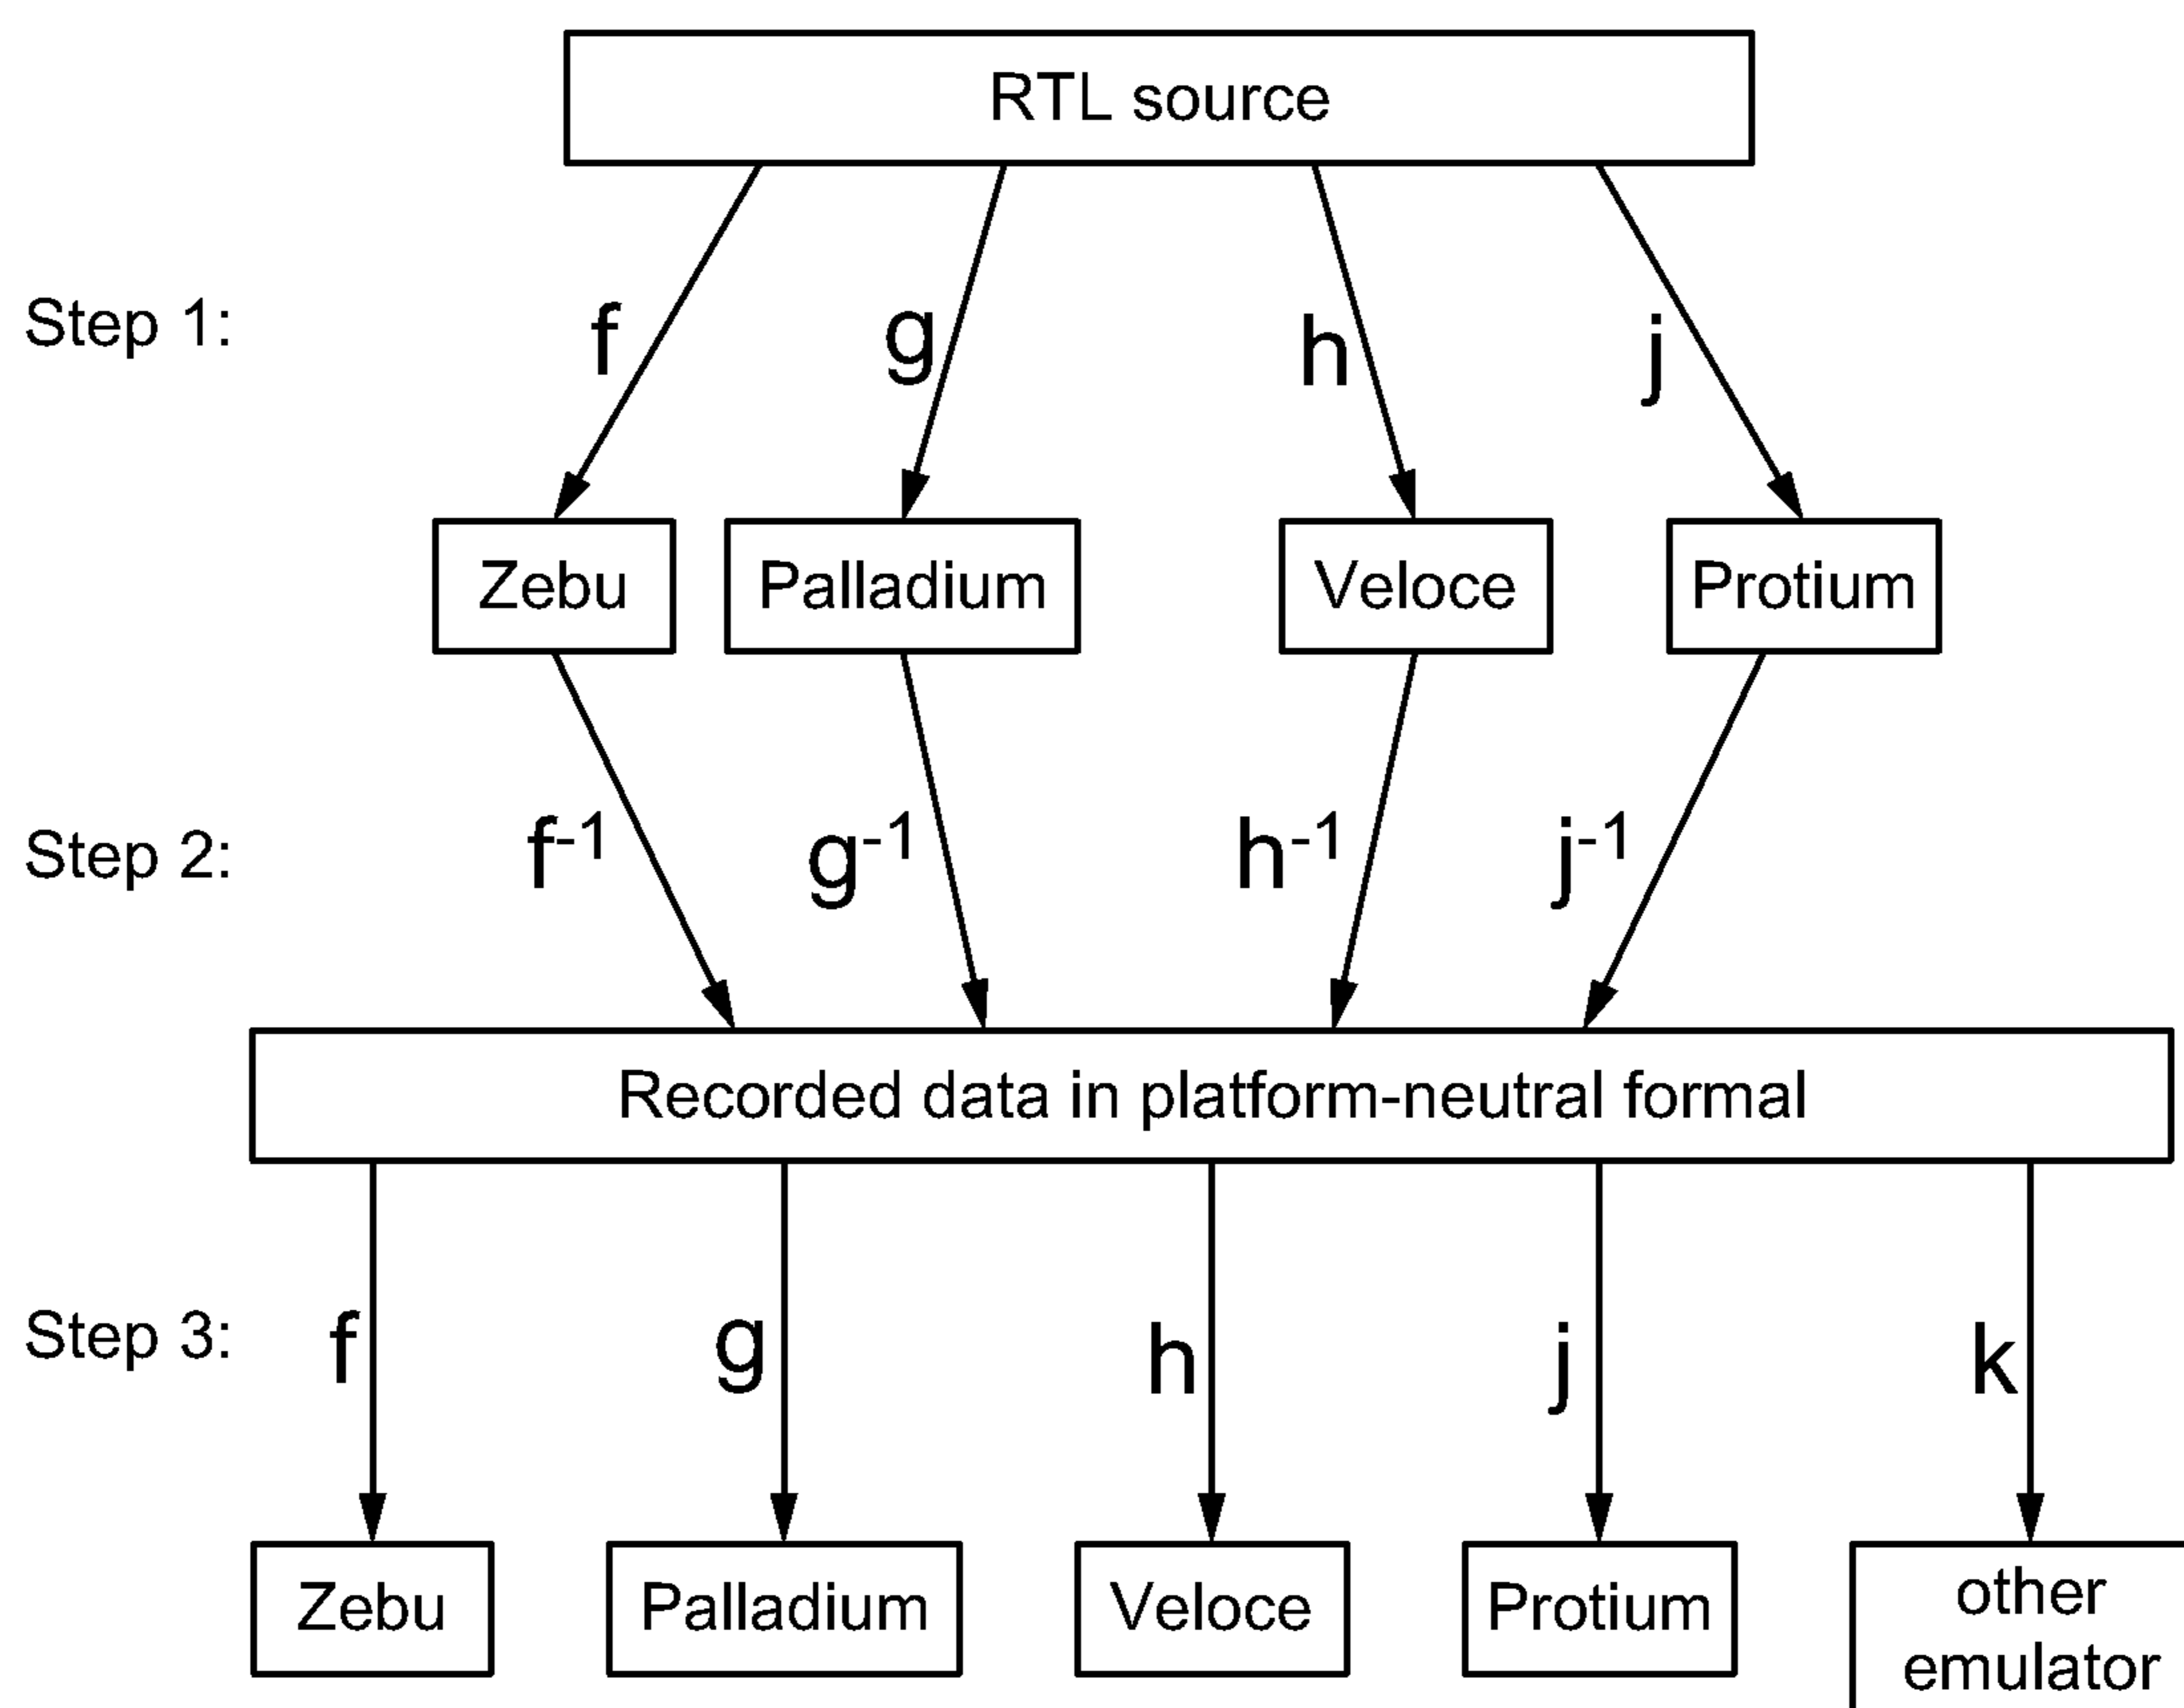 RTL source
Step 1:
f
g
h
j
Zebu
Palladium
Veloce
Protium
Step 2:
f-1
g-1
h-1
j-1
Recorded data in platform-neutral formal
Step 3:
f
g
h
j
k
Zebu
Palladium
Veloce
Protium
other
emulator